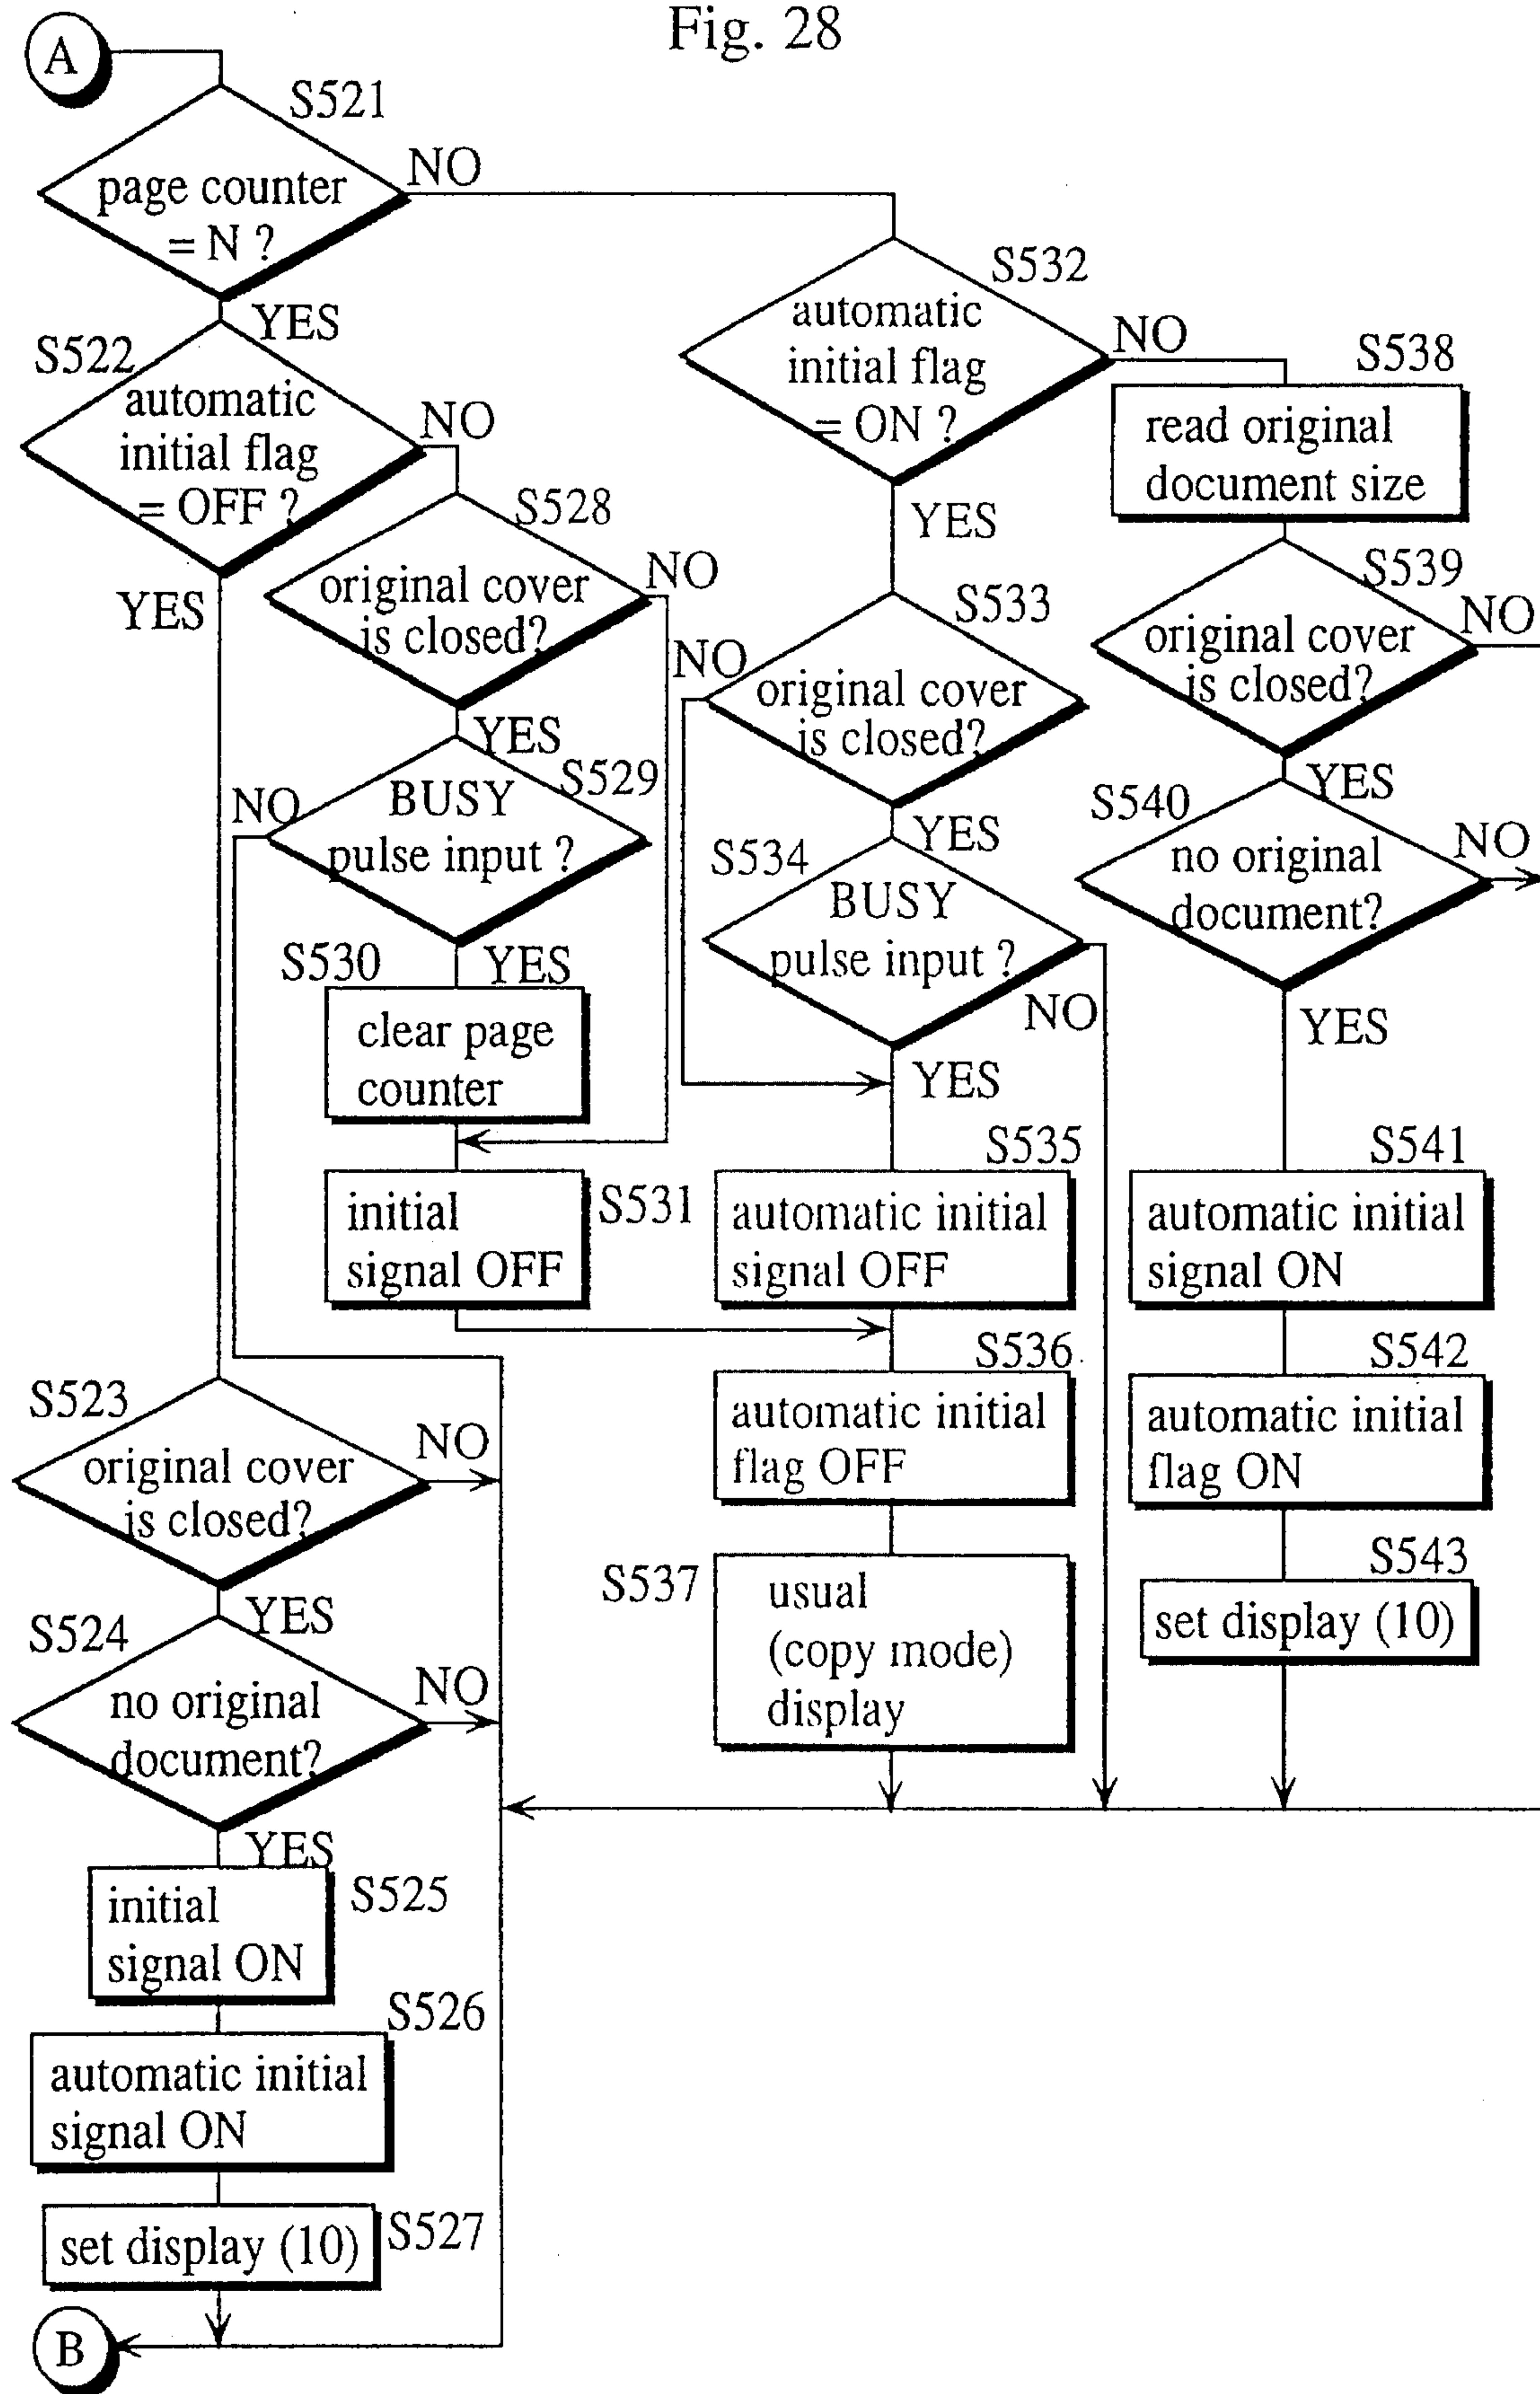 Fig. 28
A
S521
page counter
= N ?
NO
YES
S522
automatic
initial flag
= OFF ?
NO
YES
S528
original cover
is closed?
NO
YES
S529
BUSY
pulse input ?
NO
YES
S530
clear page
counter
S531
initial
signal OFF
S523
original cover
is closed?
NO
YES
S524
no original
document?
NO
YES
S525
initial
signal ON
S526
automatic initial
signal ON
S527
set display (10)
B
S532
automatic
initial flag
= ON ?
NO
YES
S533
original cover
is closed?
NO
YES
S534
BUSY
pulse input ?
NO
YES
S535
automatic initial
signal OFF
S536
automatic initial
flag OFF
S537
usual
(copy mode)
display
S538
read original
document size
S539
original cover
is closed?
NO
YES
S540
no original
document?
NO
YES
S541
automatic initial
signal ON
S542
automatic initial
flag ON
S543
set display (10)